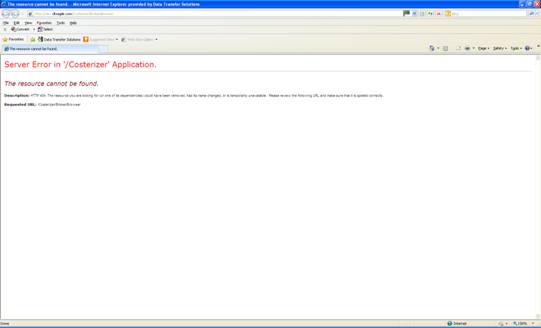 The resource cannot be found. - Microsoft Internet Explorer provided by Data Transfer Solutions
File Edit View Favorites Tools Help
Convert Select
Favorites Data Transfer Solutions Suggested Sites Web Slice Gallery
The resource cannot be found. Page Safety Tools
Server Error in '/Costerizer' Application.
The resource cannot be found.
Description: HTTP 404. The resource you are looking for (or one of its dependencies) could have been removed, had its name changed, or is temporarily unavailable. Please review the following URL and make sure that it is spelled correctly.
Requested URL:
Done Internet 100%